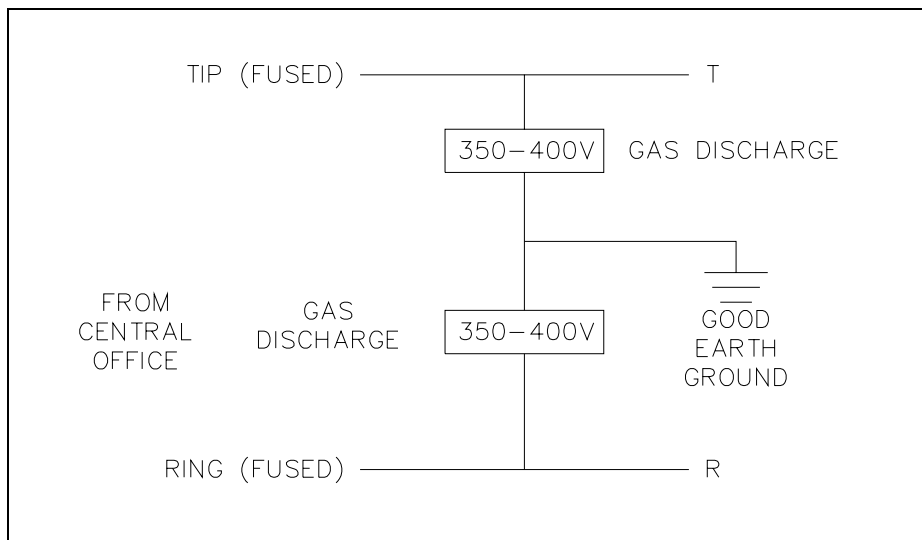 TIP (FUSED)
T
350-400V
GAS DISCHARGE
FROM
CENTRAL
OFFICE
GAS
DISCHARGE
350-400V
GOOD
EARTH
GROUND
RING (FUSED)
R